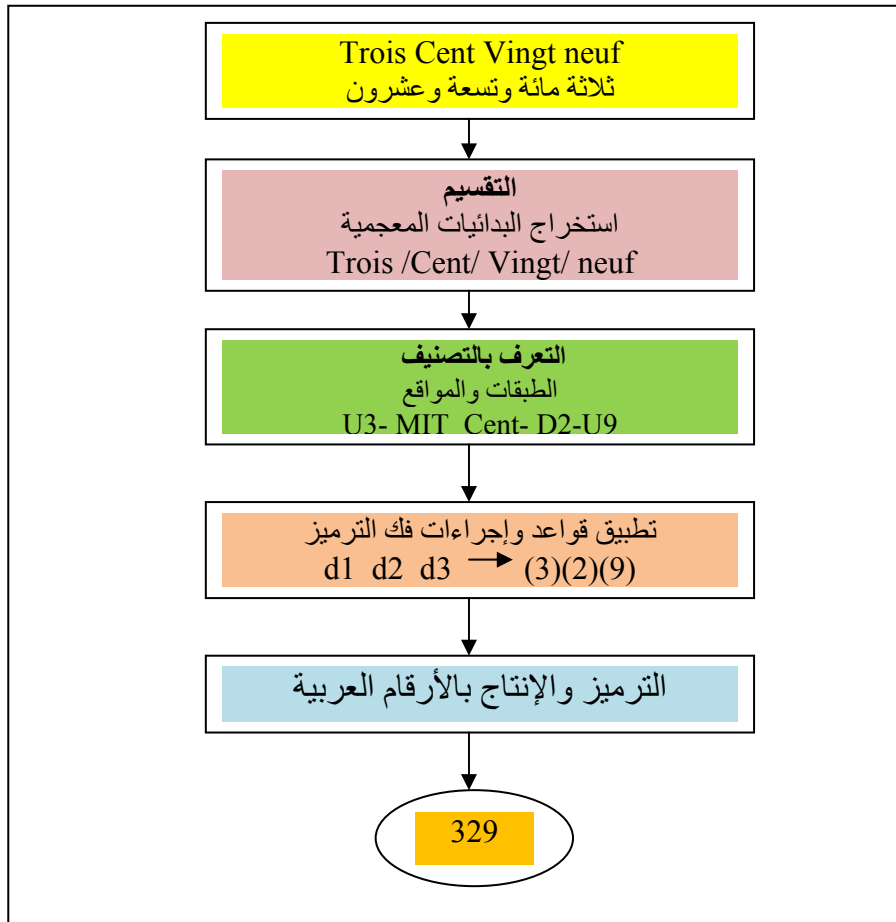 Trois Cent Vingt neuf
ثلاثة مائة وتسعة وعشرون
التقسيم
استخراج البدائيات المعجمية
Trois /Cent/ Vingt/ neuf
التعرف بالتصنيف
الطبقات والمواقع
U3- MIT_Cent- D2-U9
تطبيق قواعد وإجراءات فك الترميز
d1 d2 d3 → (3)(2)(9)
الترميز والإنتاج بالأرقام العربية
329